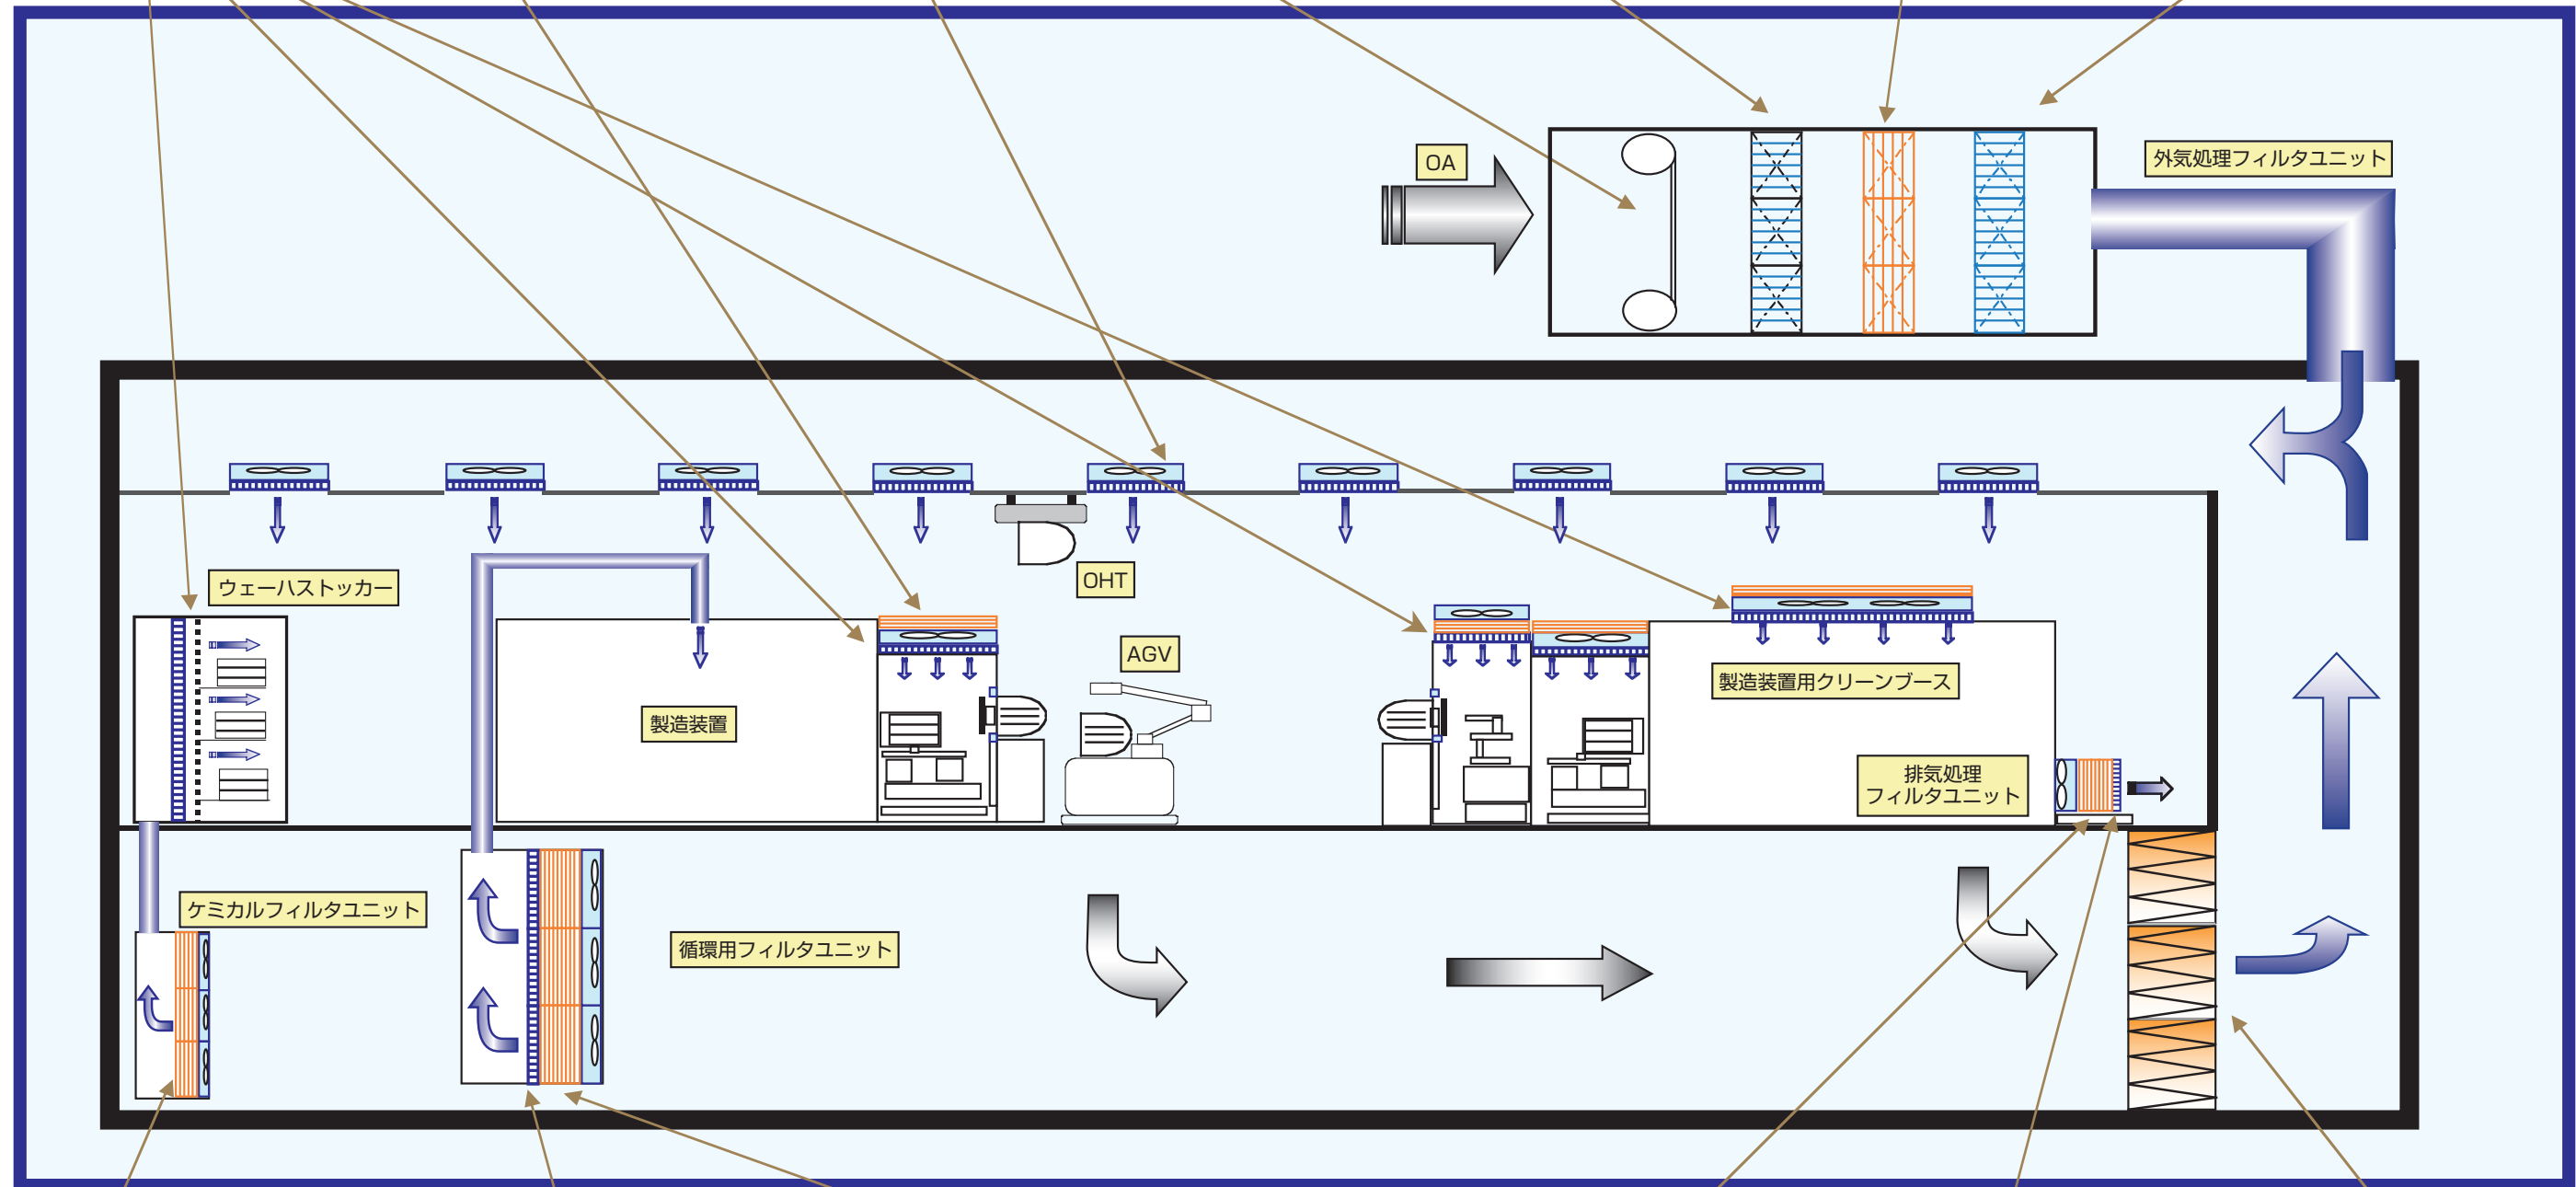 OA
外気処理フィルタユニット
ウェーハストッカー
OHT
AGV
製造装置
製造装置用クリーンブース
排気処理
フィルタユニット
ケミカルフィルタユニット
循環用フィルタユニット